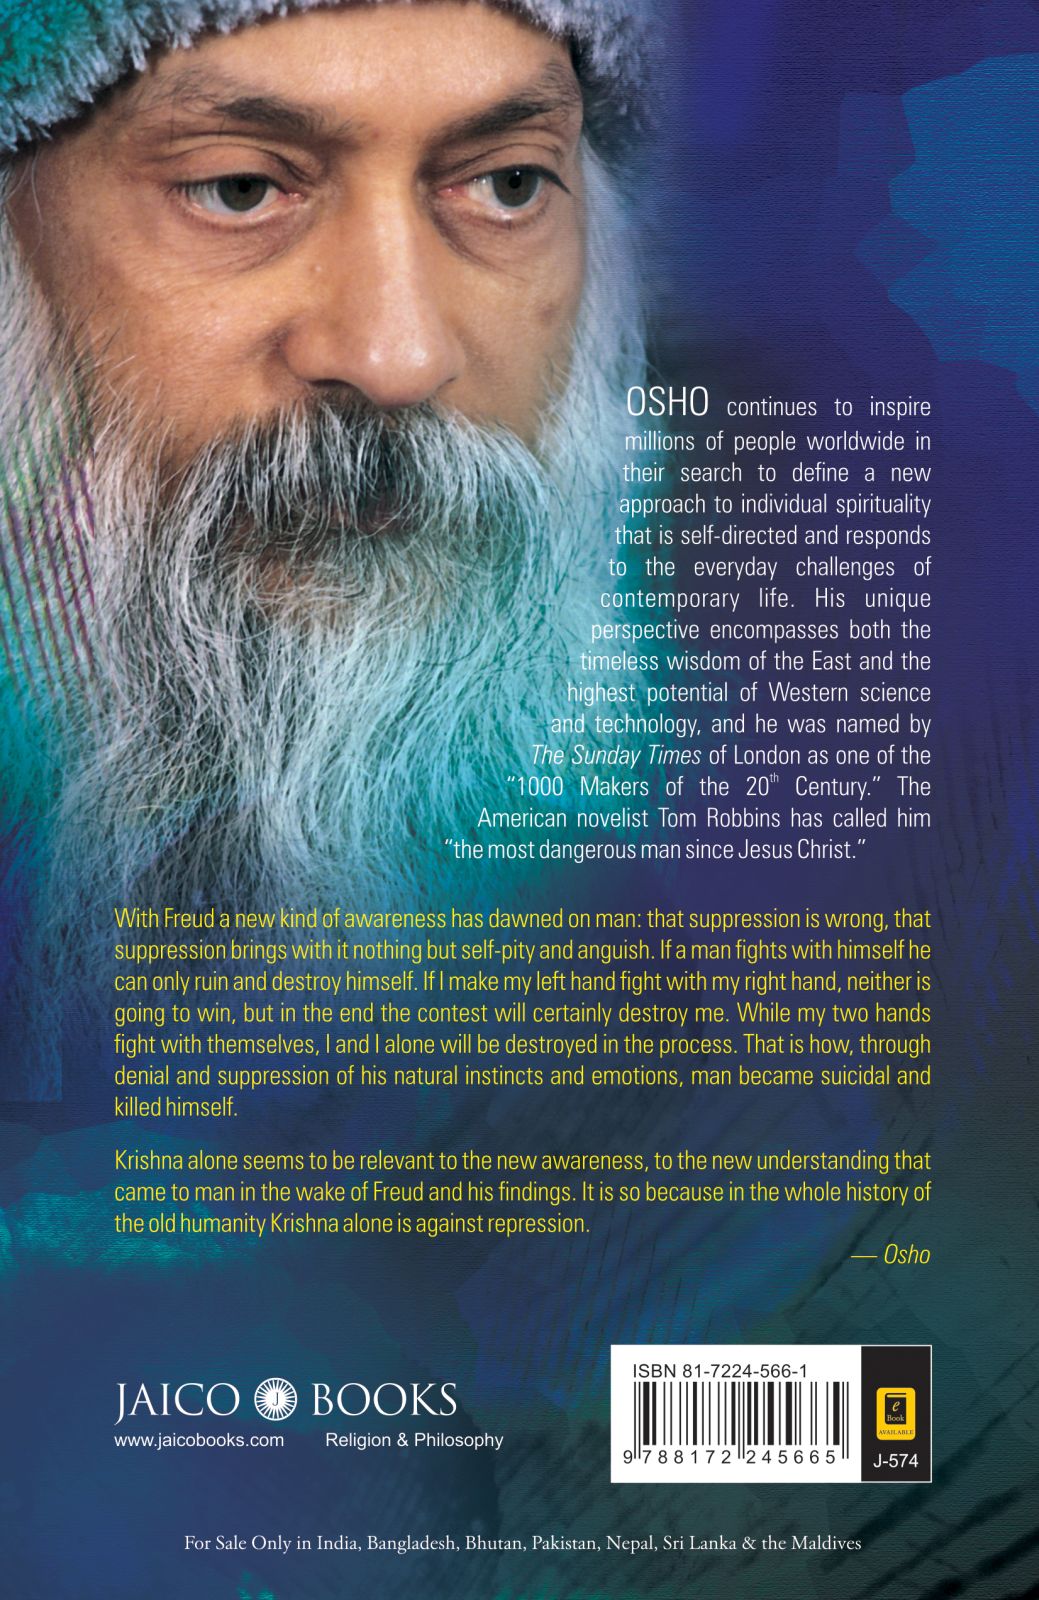 OSHO continues to inspire
millions of people worldwide in
their search to define a new
approach to individual spirituality
that is self-directed and responds
to the everyday challenges of
contemporary life. His unique
perspective encompasses both the
timeless wisdom of the East and the
highest potential of Western science
and technology, and he was named by
The Sunday Times of London as one of the
“1000 Makers of the 20th Century.” The
American novelist Tom Robbins has called him
“the most dangerous man since Jesus Christ.”
With Freud a new kind of awareness has dawned on man: that suppression is wrong, that
suppression brings with it nothing but self-pity and anguish. If a man fights with himself he
can only ruin and destroy himself. If I make my left hand fight with my right hand, neither is
going to win, but in the end the contest will certainly destroy me. While my two hands
fight with themselves, I and I alone will be destroyed in the process. That is how, through
denial and suppression of his natural instincts and emotions, man became suicidal and
killed himself.
Krishna alone seems to be relevant to the new awareness, to the new understanding that
came to man in the wake of Freud and his findings. It is so because in the whole history of
the old humanity Krishna alone is against repression.
— Osho
JAICO J BOOKS
www.jaicobooks.com Religion & Philosophy
ISBN 81-7224-566-1
9 788172 245665
e
Book
AVAILABLE
J-574
For Sale Only in India, Bangladesh, Bhutan, Pakistan, Nepal, Sri Lanka & the Maldives